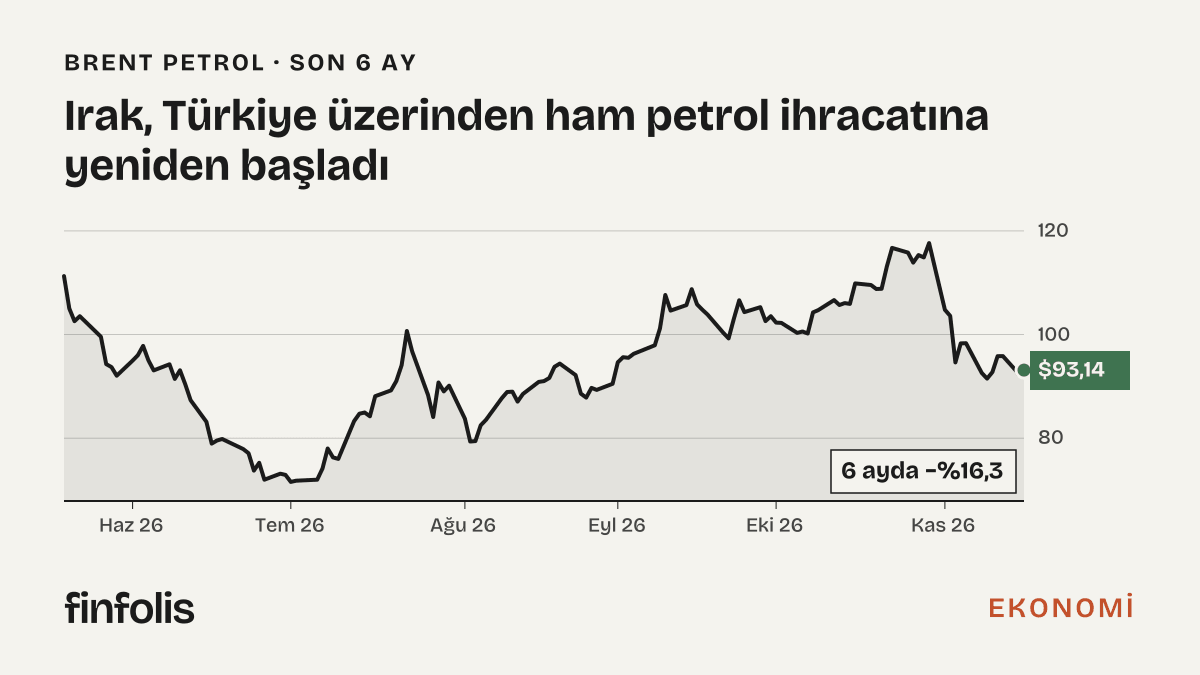 BRENT PETROL · SON 6 AY
Irak, Türkiye üzerinden ham petrol ihracatına
yeniden başladı
120
100
$93,14
80
6 ayda −%16,3
Haz 26
Tem 26
Ağu 26
Eyl 26
Eki 26
Kas 26
finfolis
EKONOMİ